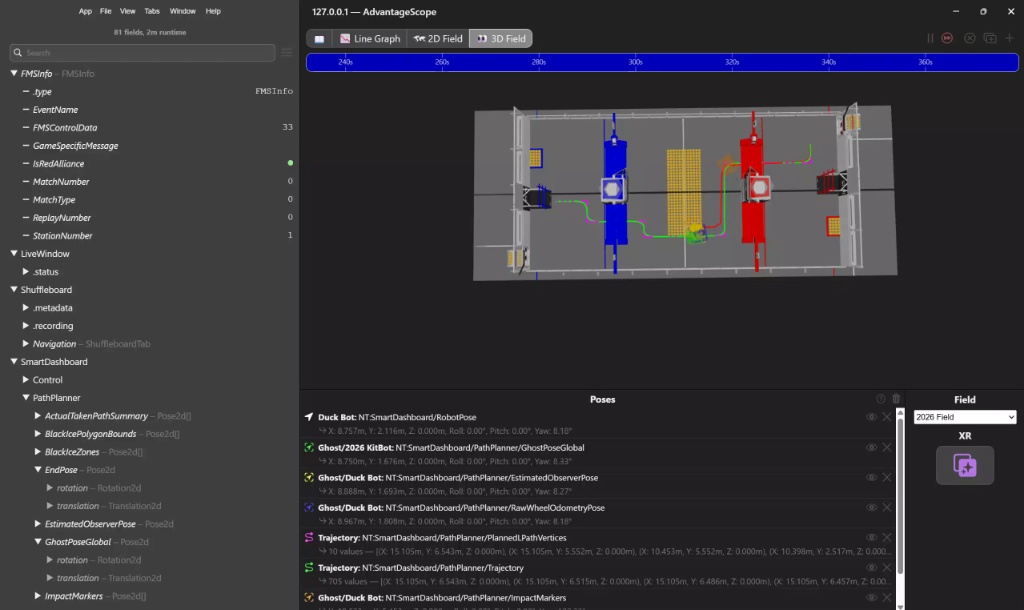 App File View Tabs Window Help
81 fields, 2m runtime
Search
FMSInfo – FMSInfo
.type FMSInfo
EventName
FMSControlData 33
GameSpecificMessage
IsRedAlliance
MatchNumber 0
MatchType 0
ReplayNumber 0
StationNumber 1
LiveWindow
.status
Shuffleboard
.metadata
.recording
Navigation – ShuffleboardTab
SmartDashboard
Control
PathPlanner
ActualTakenPathSummary – Pose2d[]
BlackIcePolygonBounds – Pose2d[]
BlackIceZones – Pose2d[]
EndPose – Pose2d
rotation – Rotation2d
translation – Translation2d
EstimatedObserverPose – Pose2d
GhostPoseGlobal – Pose2d
rotation – Rotation2d
translation – Translation2d
ImpactMarkers – Pose2d[]
127.0.0.1 — AdvantageScope
Line Graph 2D Field 3D Field
240s 260s 280s 300s 320s 340s 360s
Poses
Duck Bot: NT:SmartDashboard/RobotPose
X: 8.757m, Y: 2.116m, Z: 0.000m, Roll: 0.00°, Pitch: 0.00°, Yaw: 8.18°
Ghost/2026 KitBot: NT:SmartDashboard/PathPlanner/GhostPoseGlobal
X: 8.750m, Y: 1.676m, Z: 0.000m, Roll: 0.00°, Pitch: 0.00°, Yaw: 8.33°
Ghost/Duck Bot: NT:SmartDashboard/PathPlanner/EstimatedObserverPose
X: 8.888m, Y: 1.693m, Z: 0.000m, Roll: 0.00°, Pitch: 0.00°, Yaw: 8.27°
Ghost/Duck Bot: NT:SmartDashboard/PathPlanner/RawWheelOdometryPose
X: 8.967m, Y: 1.808m, Z: 0.000m, Roll: 0.00°, Pitch: 0.00°, Yaw: 8.18°
Trajectory: NT:SmartDashboard/PathPlanner/PlannedLPathVertices
10 values — [(X: 15.105m, Y: 6.543m, Z: 0.000m), (X: 15.105m, Y: 5.552m, Z: 0.000m), (X: 10.453m, Y: 5.552m, Z: 0.000m), (X: 10.398m, Y: 2.517m, Z: 0.000m)...
Trajectory: NT:SmartDashboard/PathPlanner/Trajectory
705 values — [(X: 15.105m, Y: 6.543m, Z: 0.000m), (X: 15.105m, Y: 6.515m, Z: 0.000m), (X: 15.105m, Y: 6.486m, Z: 0.000m), (X: 15.105m, Y: 6.457m, Z: 0.00...
Ghost/Duck Bot: NT:SmartDashboard/PathPlanner/ImpactMarkers
Field
2026 Field
XR